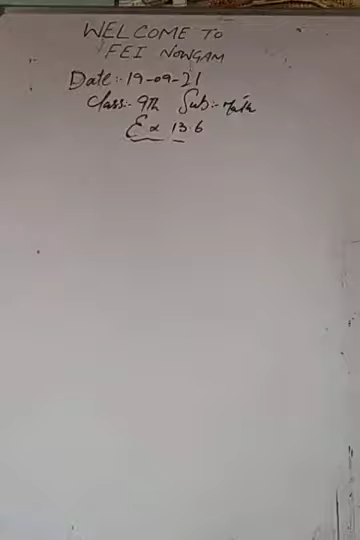 WELCOME TO
FEI NOWGAM
Date:- 19-09-21
Class:- 9th Sub:- Math
Ex 13.6